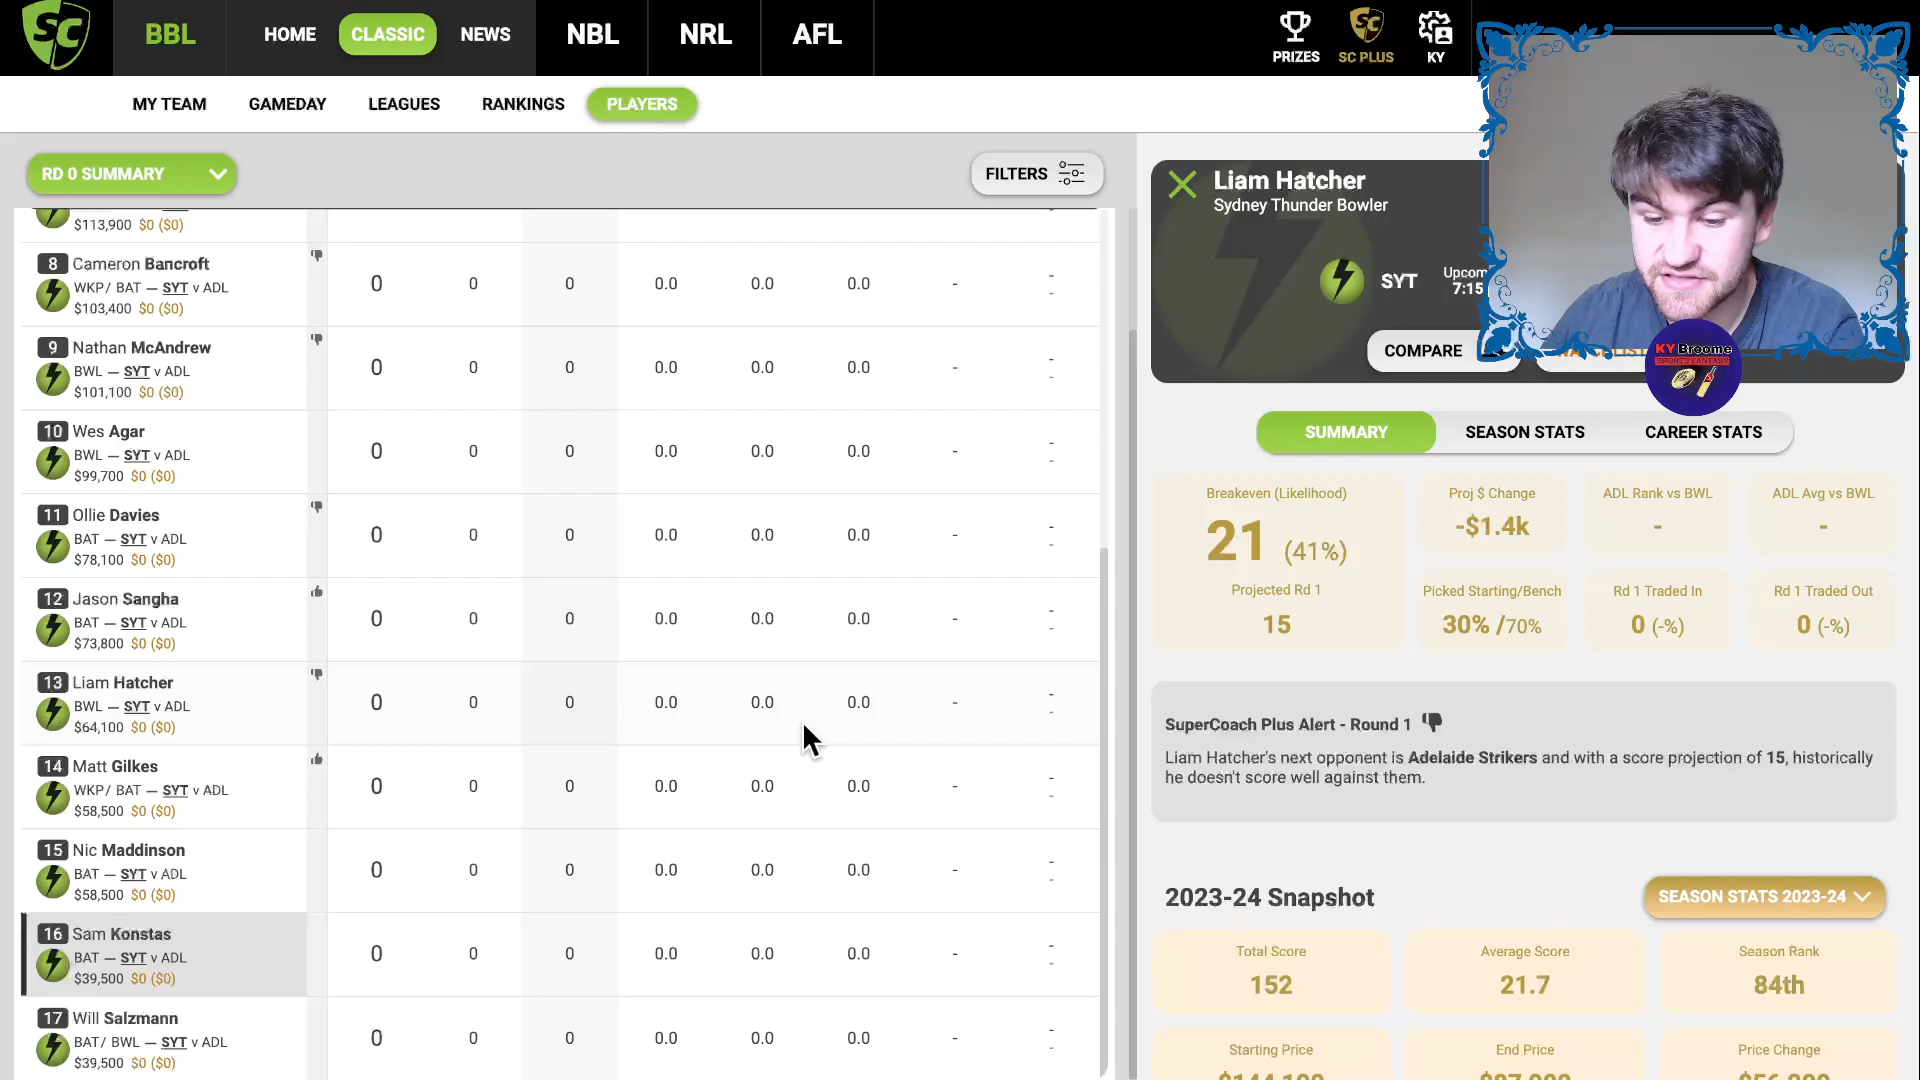 SC
BBL
HOME
CLASSIC
NEWS
NBL
NRL
AFL
PRIZES
SC PLUS
KY
MY TEAM
GAMEDAY
LEAGUES
RANKINGS
PLAYERS
RD 0 SUMMARY
FILTERS
$113,900 $0 ($0)
8 Cameron Bancroft
WKP/ BAT — SYT v ADL
$103,400 $0 ($0)
0 0 0 0.0 0.0 0.0 - -
-
9 Nathan McAndrew
BWL — SYT v ADL
$101,100 $0 ($0)
0 0 0 0.0 0.0 0.0 - -
-
10 Wes Agar
BWL — SYT v ADL
$99,700 $0 ($0)
0 0 0 0.0 0.0 0.0 - -
-
11 Ollie Davies
BAT — SYT v ADL
$78,100 $0 ($0)
0 0 0 0.0 0.0 0.0 - -
-
12 Jason Sangha
BAT — SYT v ADL
$73,800 $0 ($0)
0 0 0 0.0 0.0 0.0 - -
-
13 Liam Hatcher
BWL — SYT v ADL
$64,100 $0 ($0)
0 0 0 0.0 0.0 0.0 - -
-
14 Matt Gilkes
WKP/ BAT — SYT v ADL
$58,500 $0 ($0)
0 0 0 0.0 0.0 0.0 - -
-
15 Nic Maddinson
BAT — SYT v ADL
$58,500 $0 ($0)
0 0 0 0.0 0.0 0.0 - -
-
16 Sam Konstas
BAT — SYT v ADL
$39,500 $0 ($0)
0 0 0 0.0 0.0 0.0 - -
-
17 Will Salzmann
BAT/ BWL — SYT v ADL
$39,500 $0 ($0)
0 0 0 0.0 0.0 0.0 - -
-
Liam Hatcher
Sydney Thunder Bowler
SYT
Upcom
7:15
COMPARE
KY Broome
SPORTS FANTASY
SUMMARY
SEASON STATS
CAREER STATS
Breakeven (Likelihood)
21 (41%)
Projected Rd 1
15
Proj $ Change
-$1.4k
ADL Rank vs BWL
-
ADL Avg vs BWL
-
Picked Starting/Bench
30% /70%
Rd 1 Traded In
0 (-%)
Rd 1 Traded Out
0 (-%)
SuperCoach Plus Alert - Round 1
Liam Hatcher's next opponent is Adelaide Strikers and with a score projection of 15, historically
he doesn't score well against them.
2023-24 Snapshot
SEASON STATS 2023-24
Total Score
152
Average Score
21.7
Season Rank
84th
Starting Price
End Price
Price Change